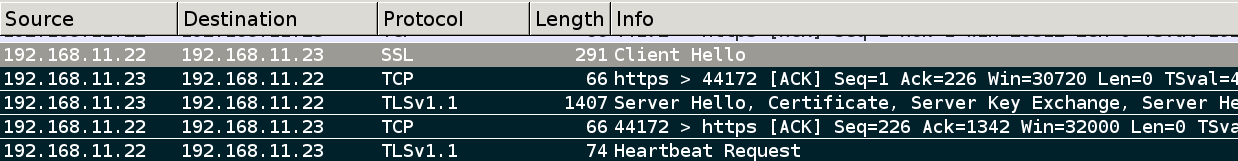 Source Destination Protocol Length Info
192.168.11.22 192.168.11.23 SSL 291 Client Hello
192.168.11.23 192.168.11.22 TCP 66 https > 44172 [ACK] Seq=1 Ack=226 Win=30720 Len=0 TSval=4
192.168.11.23 192.168.11.22 TLSv1.1 1407 Server Hello, Certificate, Server Key Exchange, Server He
192.168.11.22 192.168.11.23 TCP 66 44172 > https [ACK] Seq=226 Ack=1342 Win=32000 Len=0 TSva
192.168.11.22 192.168.11.23 TLSv1.1 74 Heartbeat Request